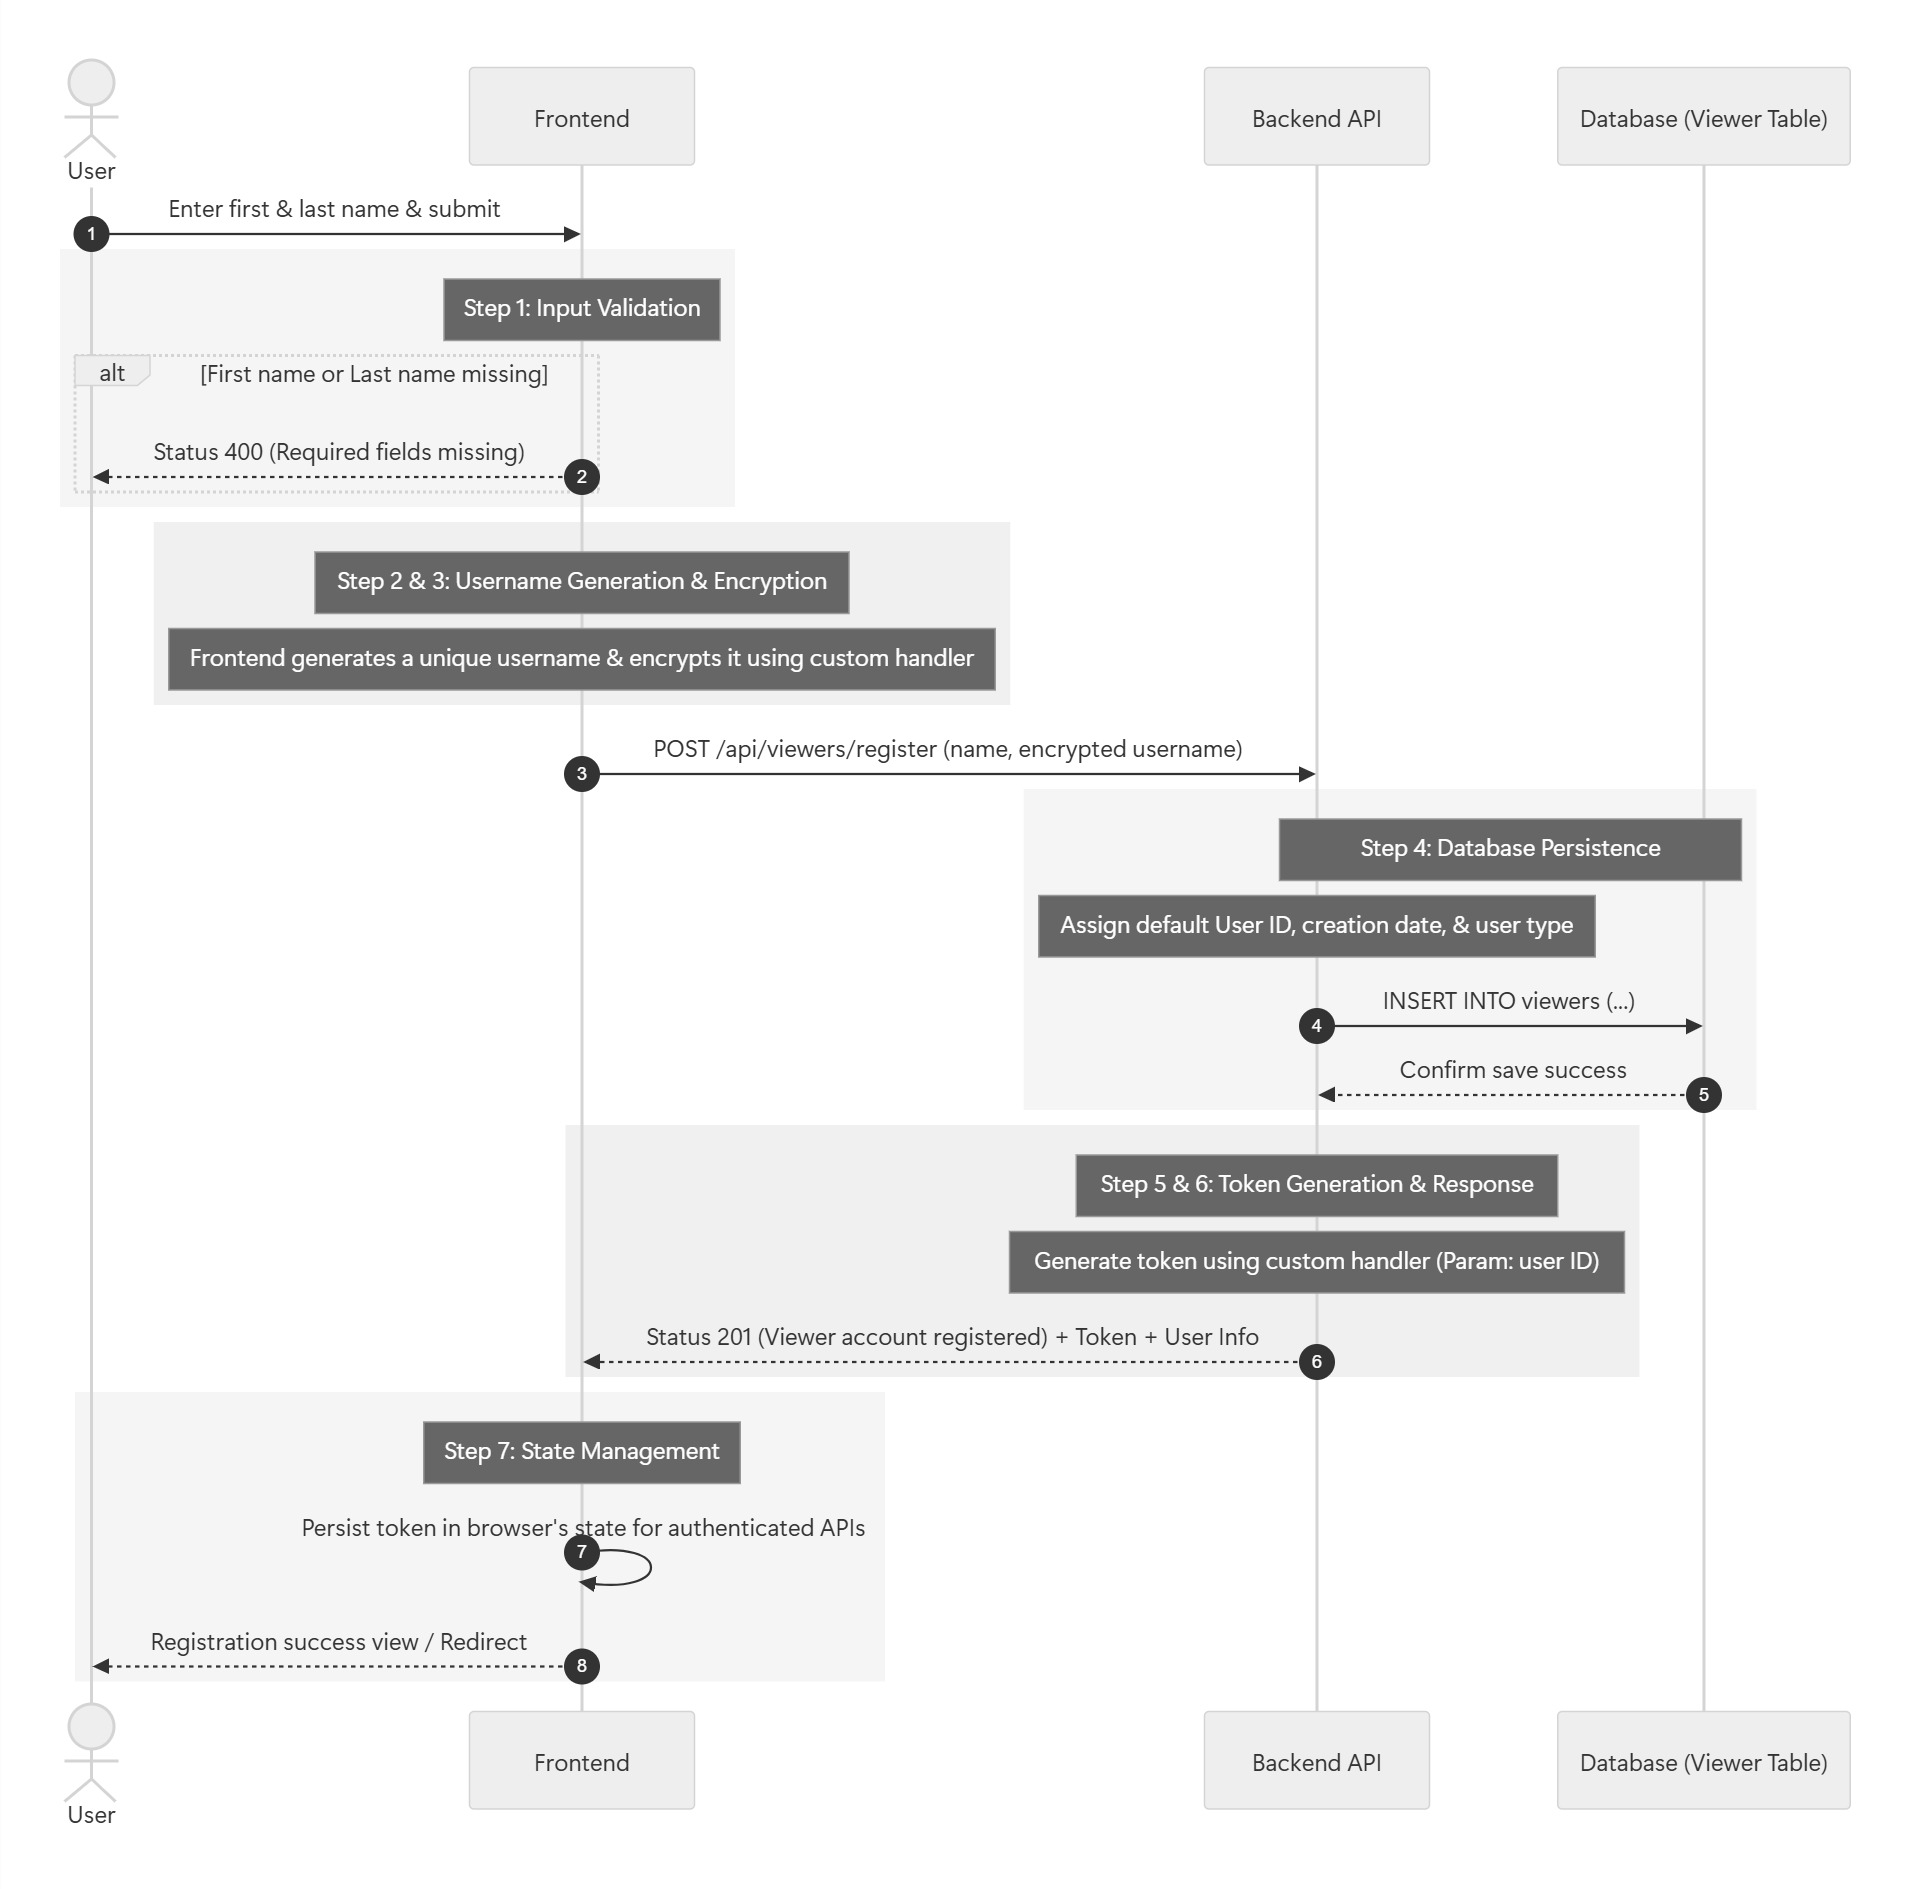 User
Frontend
Backend API
Database (Viewer Table)
Enter first & last name & submit
1
Step 1: Input Validation
alt
[First name or Last name missing]
Status 400 (Required fields missing)
2
Step 2 & 3: Username Generation & Encryption
Frontend generates a unique username & encrypts it using custom handler
POST /api/viewers/register (name, encrypted username)
3
Step 4: Database Persistence
Assign default User ID, creation date, & user type
INSERT INTO viewers (...)
4
Confirm save success
5
Step 5 & 6: Token Generation & Response
Generate token using custom handler (Param: user ID)
Status 201 (Viewer account registered) + Token + User Info
6
Step 7: State Management
Persist token in browser's state for authenticated APIs
7
Registration success view / Redirect
8
User
Frontend
Backend API
Database (Viewer Table)